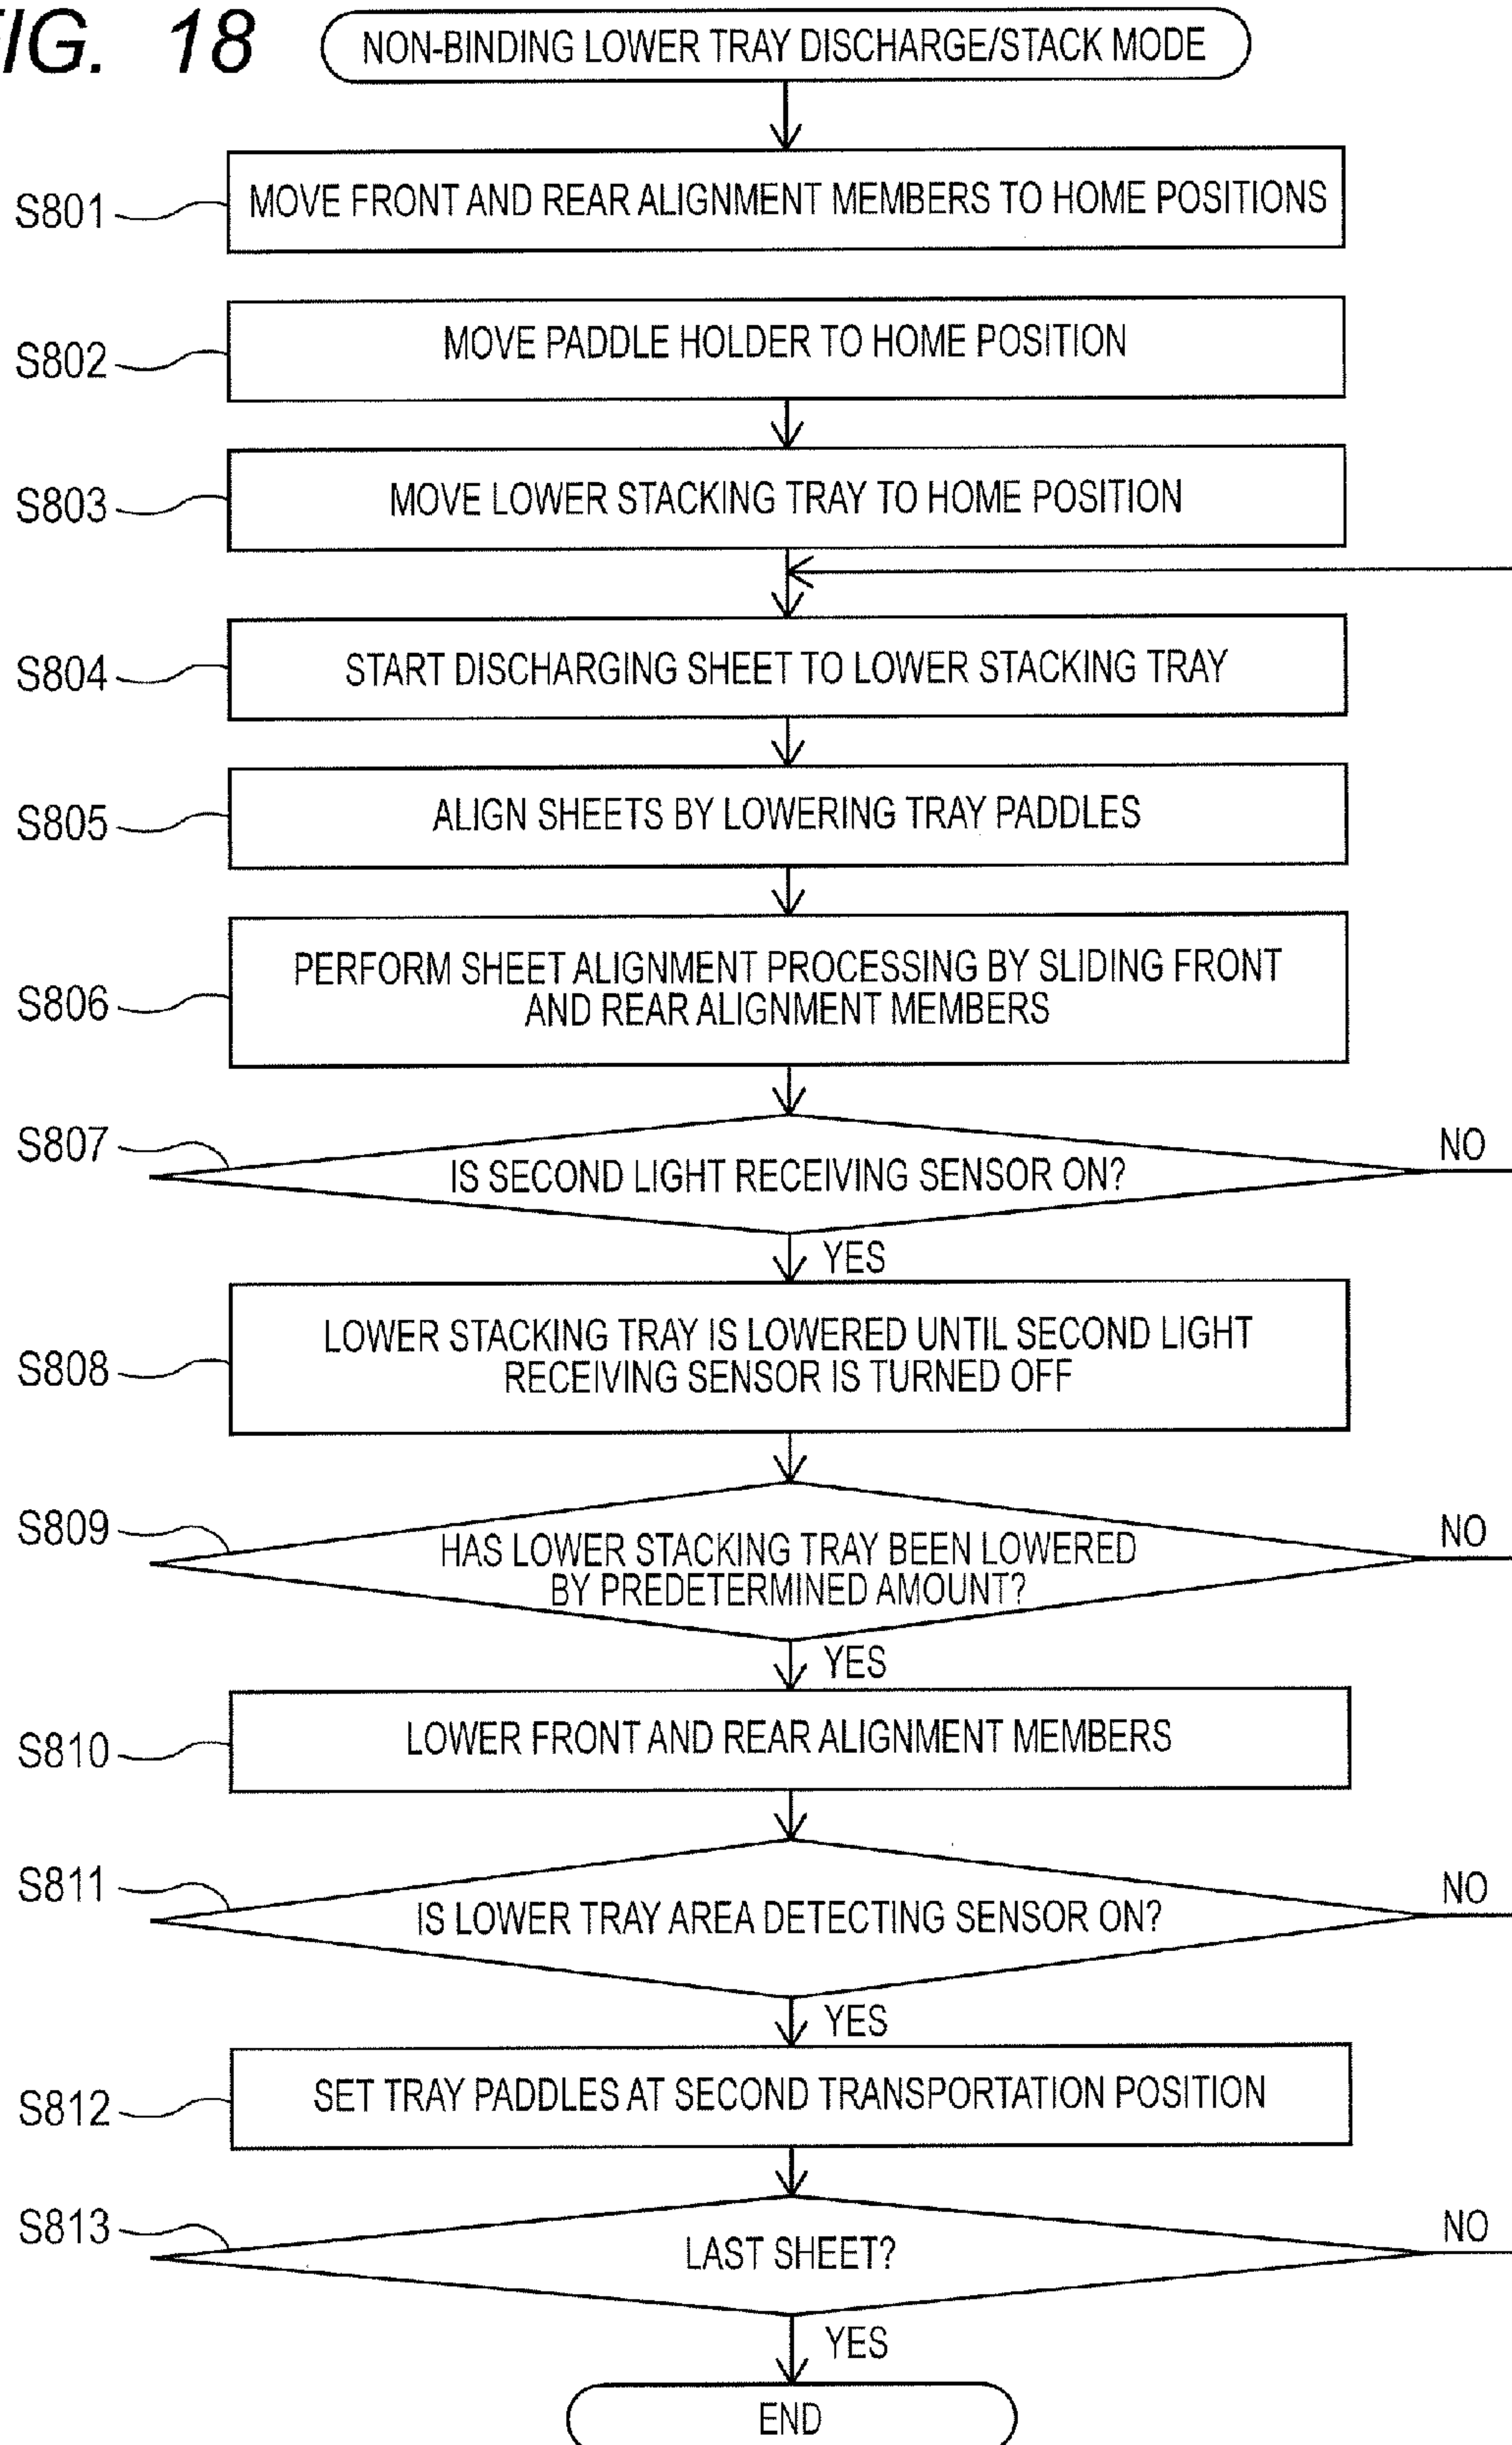 FIG. 18
NON-BINDING LOWER TRAY DISCHARGE/STACK MODE
S801
MOVE FRONT AND REAR ALIGNMENT MEMBERS TO HOME POSITIONS
S802
MOVE PADDLE HOLDER TO HOME POSITION
S803
MOVE LOWER STACKING TRAY TO HOME POSITION
S804
START DISCHARGING SHEET TO LOWER STACKING TRAY
S805
ALIGN SHEETS BY LOWERING TRAY PADDLES
S806
PERFORM SHEET ALIGNMENT PROCESSING BY SLIDING FRONT
AND REAR ALIGNMENT MEMBERS
S807
IS SECOND LIGHT RECEIVING SENSOR ON?
NO
YES
S808
LOWER STACKING TRAY IS LOWERED UNTIL SECOND LIGHT
RECEIVING SENSOR IS TURNED OFF
S809
HAS LOWER STACKING TRAY BEEN LOWERED
BY PREDETERMINED AMOUNT?
NO
YES
S810
LOWER FRONT AND REAR ALIGNMENT MEMBERS
S811
IS LOWER TRAY AREA DETECTING SENSOR ON?
NO
YES
S812
SET TRAY PADDLES AT SECOND TRANSPORTATION POSITION
S813
LAST SHEET?
NO
YES
END